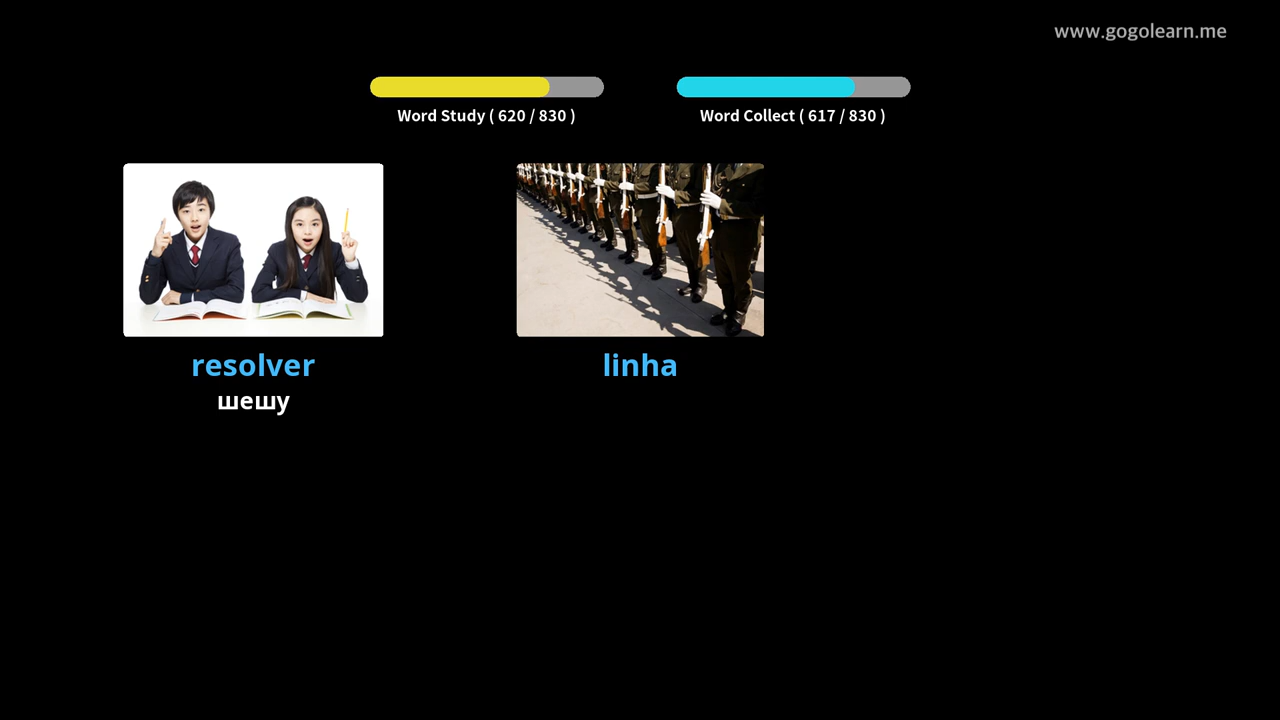 www.gogolearn.me
Word Study ( 620 / 830 )
Word Collect ( 617 / 830 )
resolver
шешу
linha